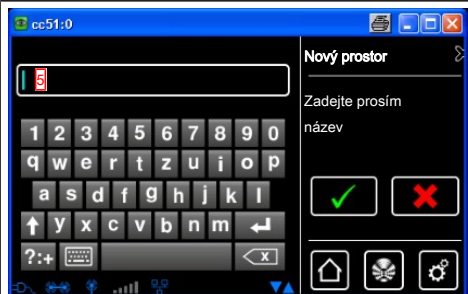 cc51:0
Nový prostor
5
Zadejte prosím
název
1 2 3 4 5 6 7 8 9 0
q w e r t z u i o p
a s d f g h j k l
y x c v b n m
?:+
x